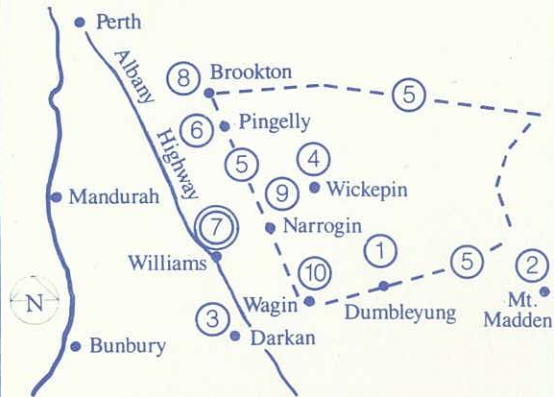 Perth
Albany Highway
8
Brookton
5
6
Pingelly
5
4
9
Wickepin
Mandurah
Narrogin
7
1
5
2
Williams
10
N
Wagin
Dumbleyung
Mt.
Madden
3
Darkan
Bunbury